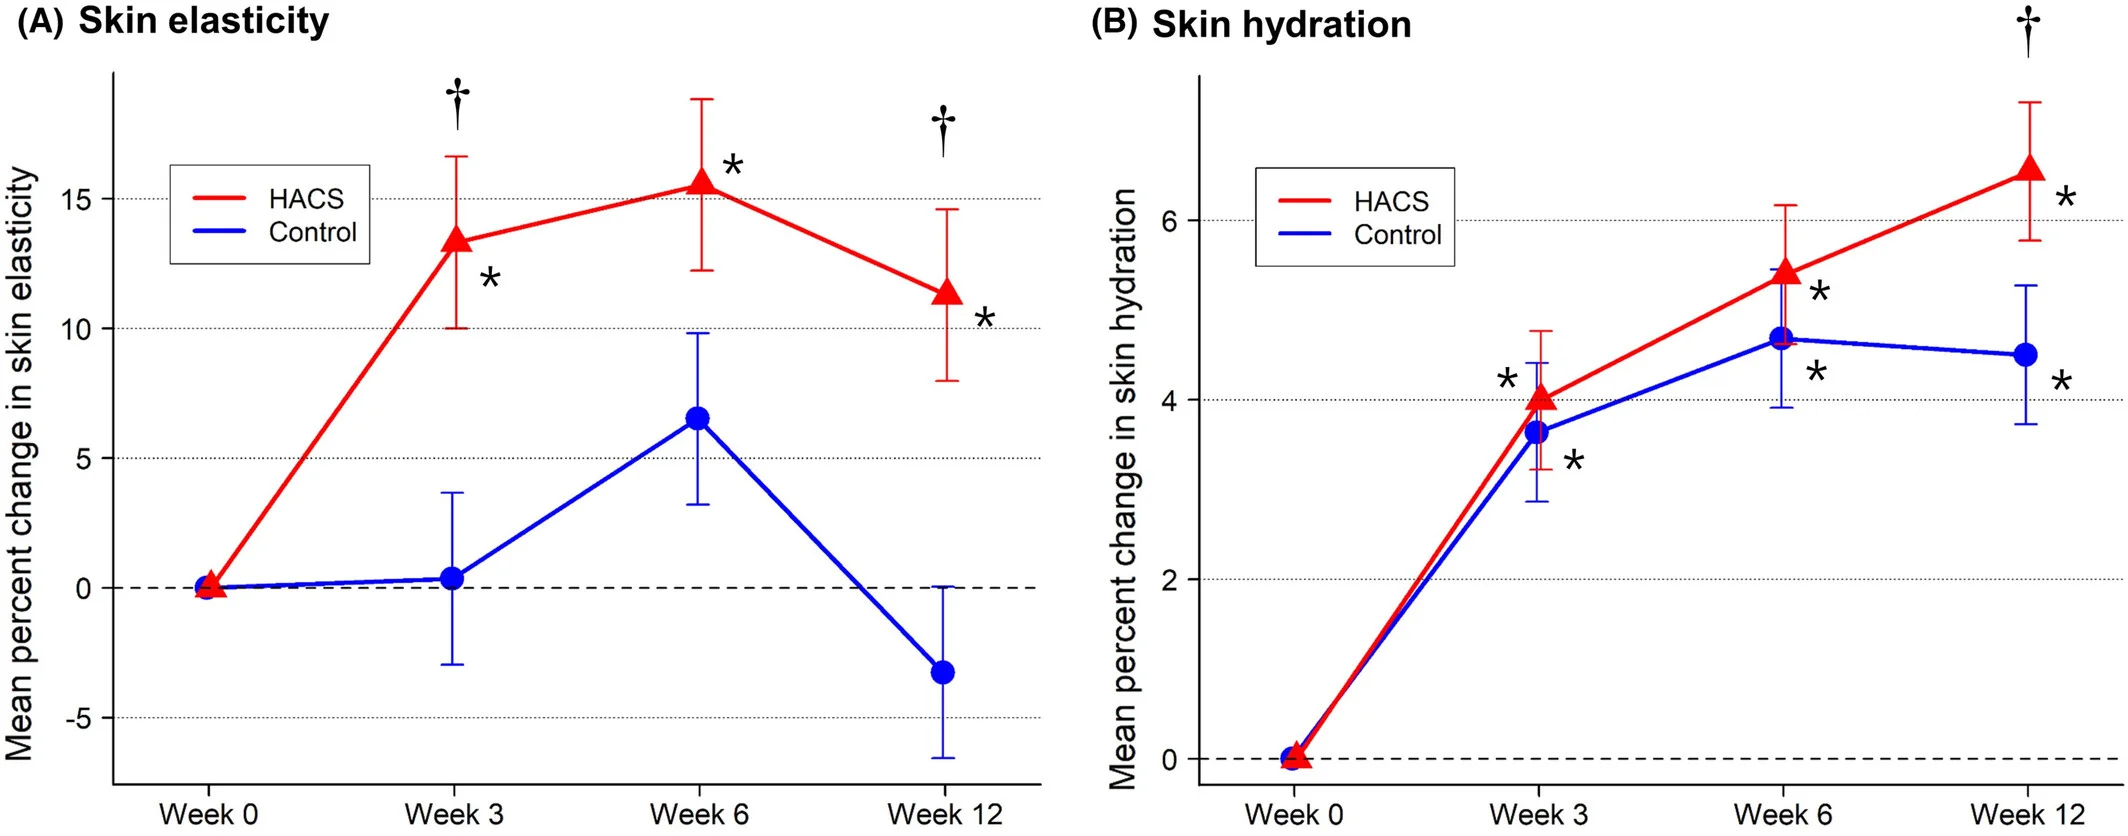 (A) Skin elasticity
†
†
*
*
*
HACS
Control
Mean percent change in skin elasticity
15
10
5
0
-5
Week 0
Week 3
Week 6
Week 12
(B) Skin hydration
†
HACS
Control
*
*
*
*
*
*
Mean percent change in skin hydration
6
4
2
0
Week 0
Week 3
Week 6
Week 12